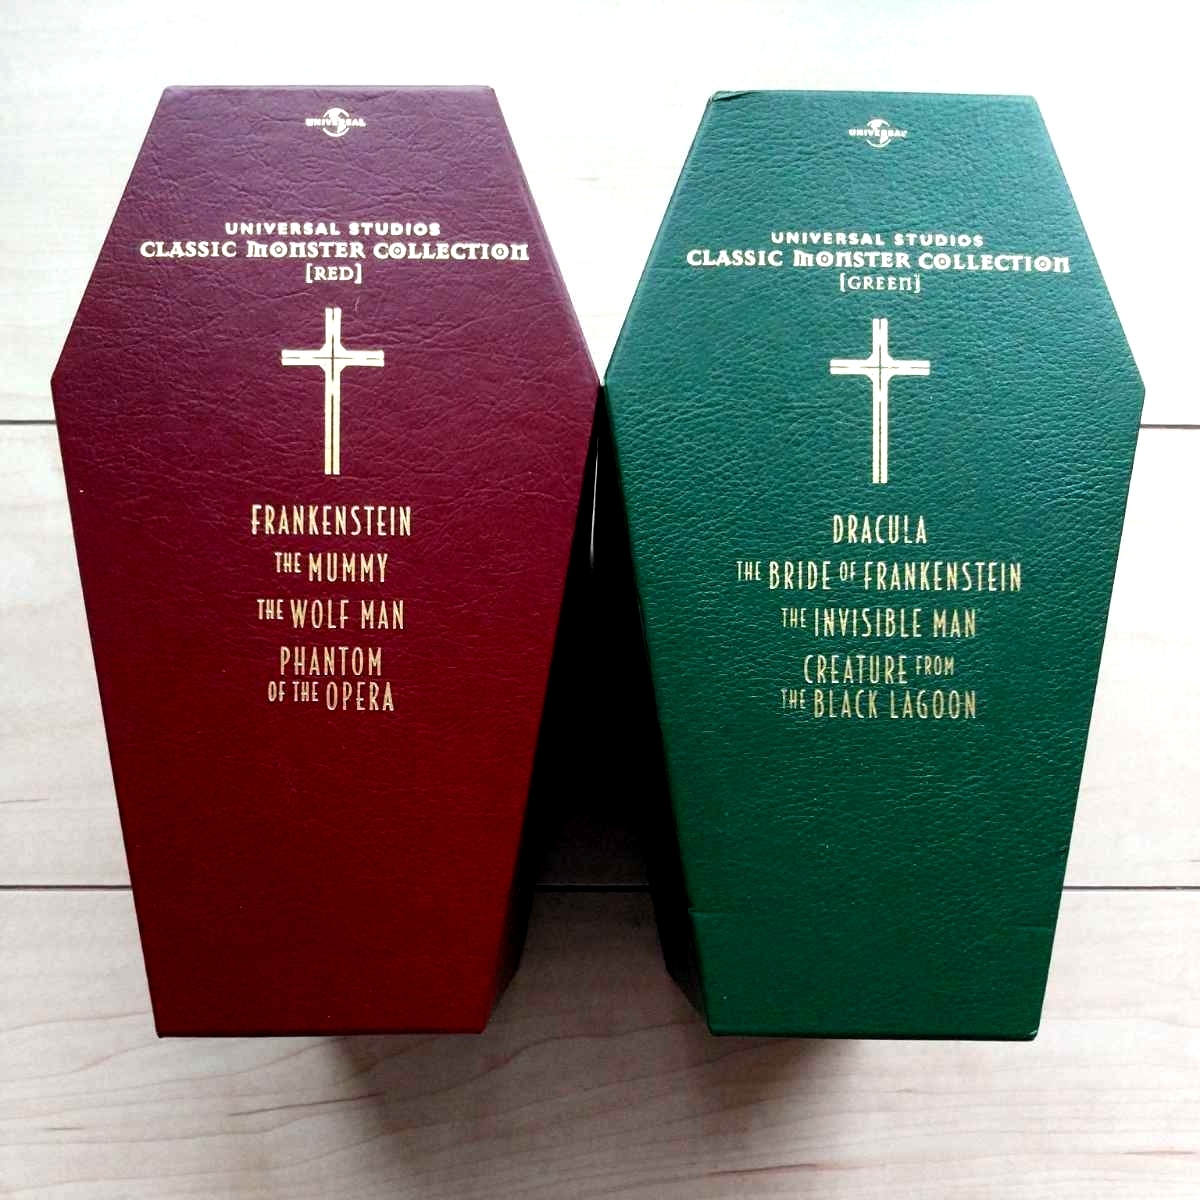 UNIVERSAL
UNIVERSAL STUDIOS
CLASSIC MONSTER COLLECTION
[RED]
FRANKENSTEIN
THE MUMMY
THE WOLF MAN
PHANTOM
OF THE OPERA
UNIVERSAL
UNIVERSAL STUDIOS
CLASSIC MONSTER COLLECTION
[GREEN]
DRACULA
THE BRIDE OF FRANKENSTEIN
THE INVISIBLE MAN
CREATURE FROM
THE BLACK LAGOON